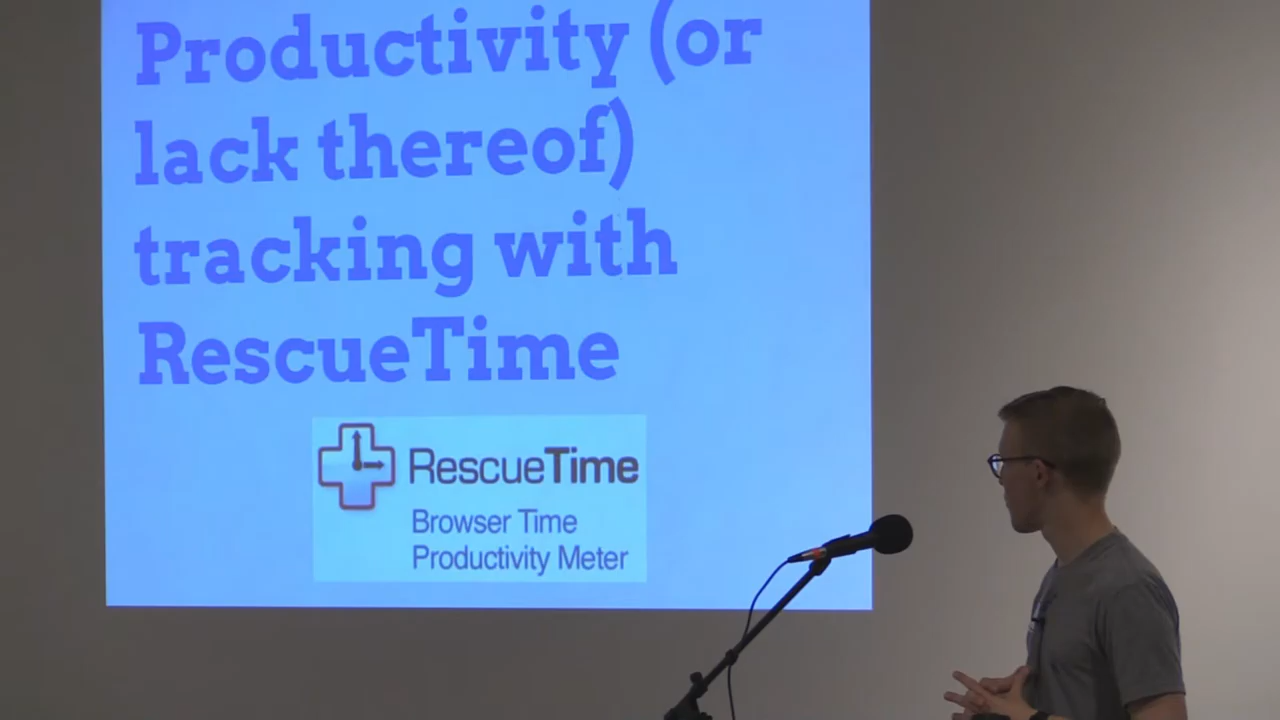 Productivity (or
lack thereof)
tracking with
RescueTime
RescueTime
Browser Time
Productivity Meter